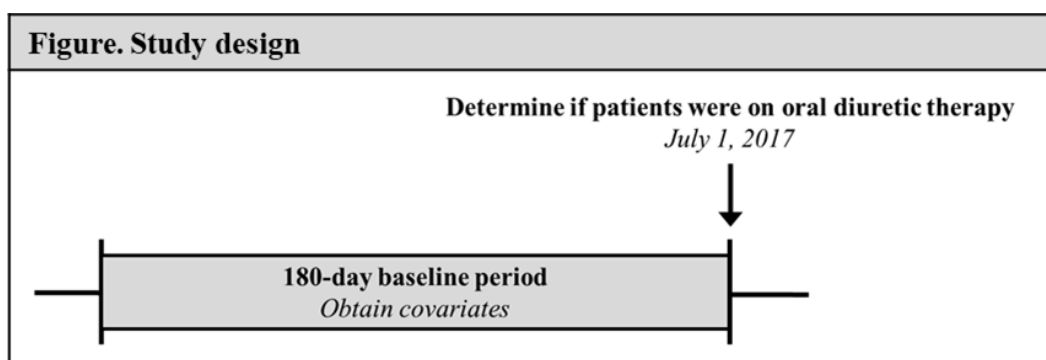 Figure. Study design
Determine if patients were on oral diuretic therapy
July 1, 2017
180-day baseline period
Obtain covariates